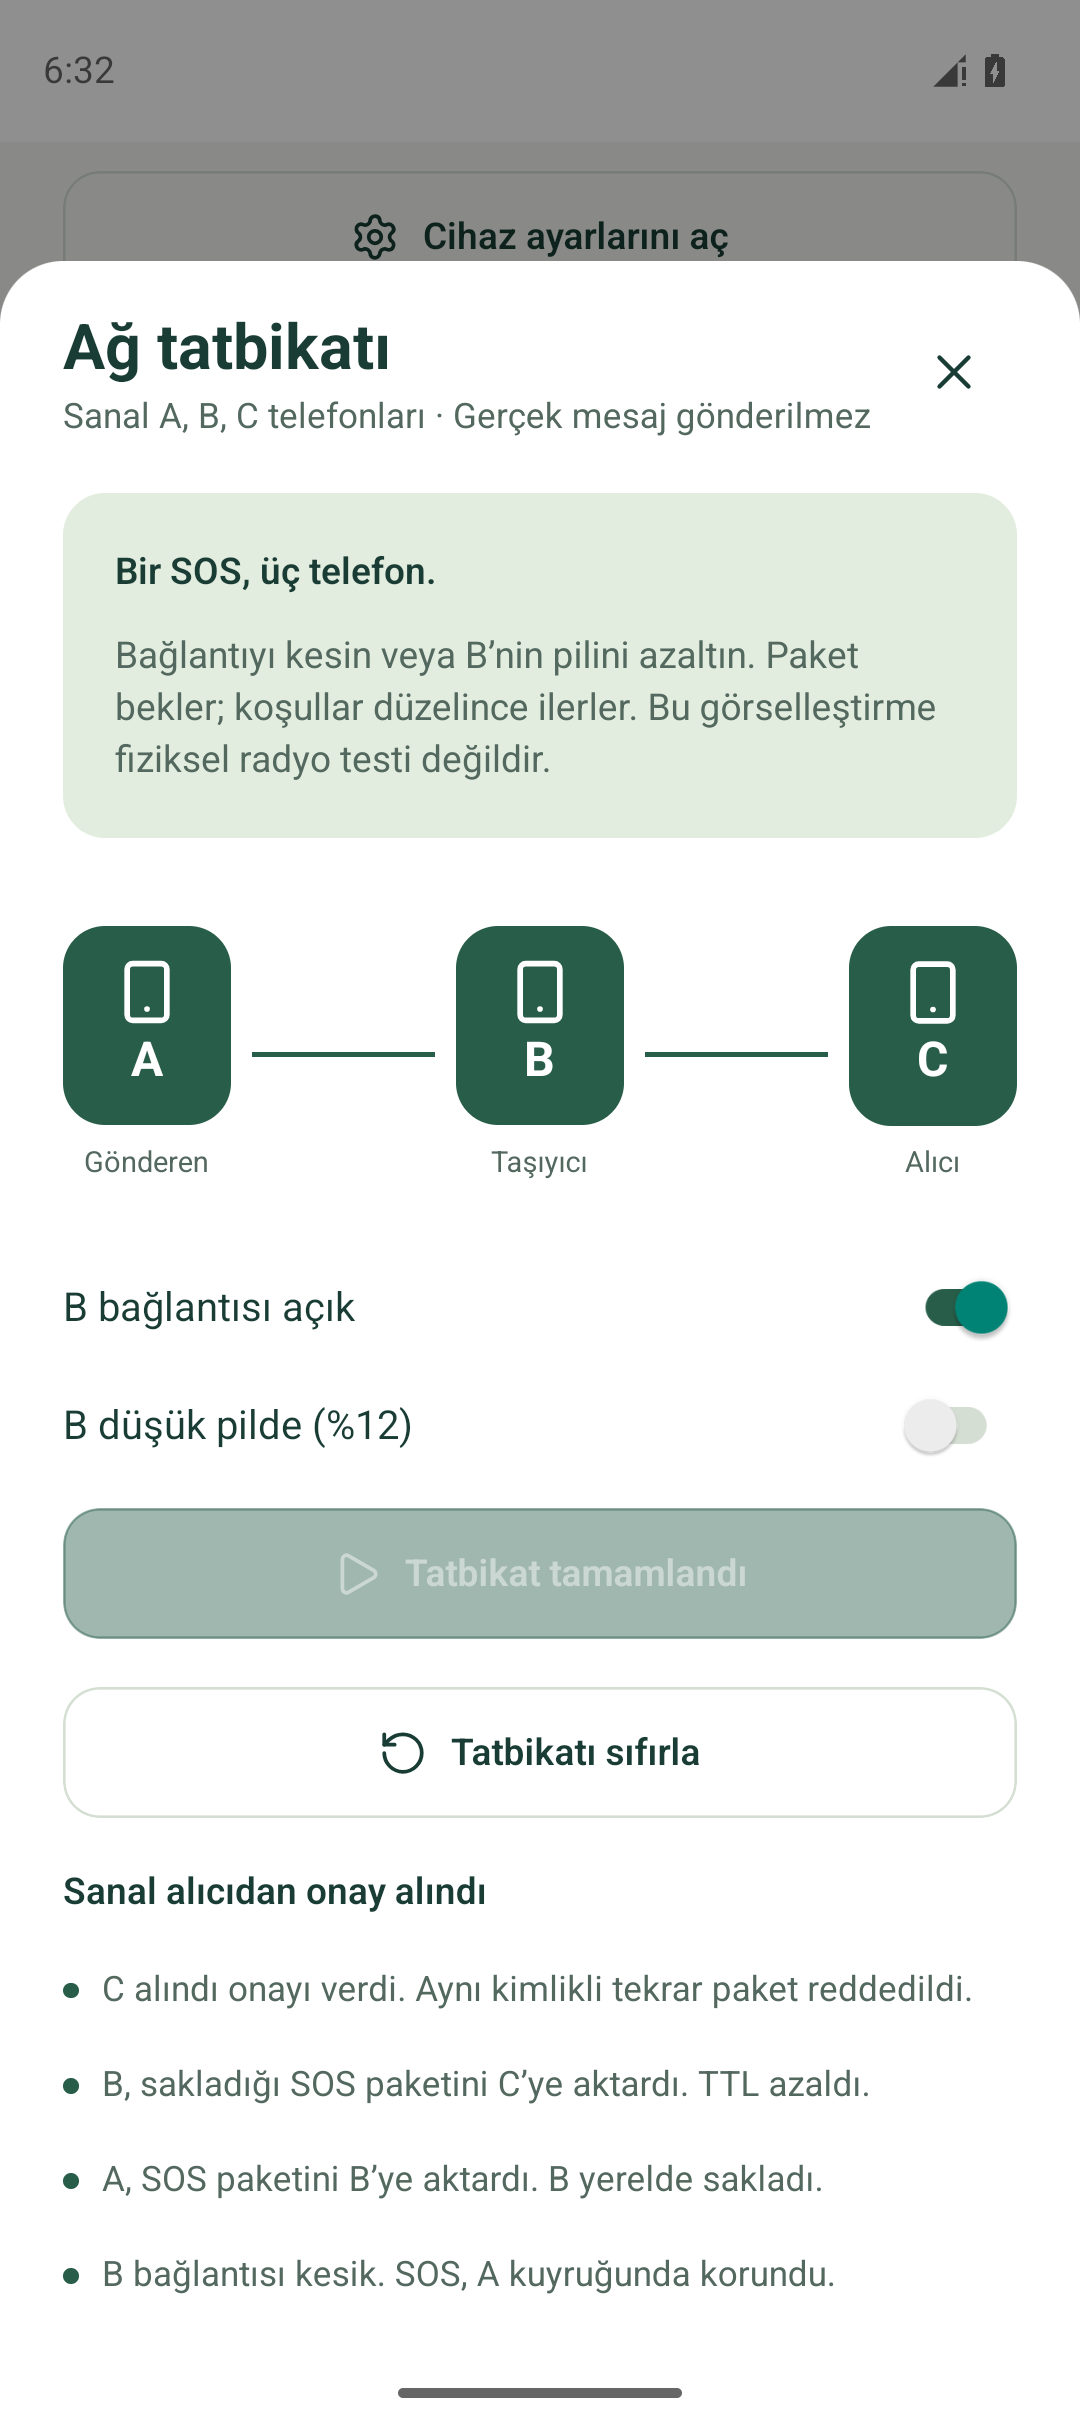 6:32
Cihaz ayarlarını aç
Ağ tatbikatı
Sanal A, B, C telefonları · Gerçek mesaj gönderilmez
Bir SOS, üç telefon.
Bağlantıyı kesin veya B’nin pilini azaltın. Paket
bekler; koşullar düzelince ilerler. Bu görselleştirme
fiziksel radyo testi değildir.
A
B
C
Gönderen
Taşıyıcı
Alıcı
B bağlantısı açık
B düşük pilde (%12)
Tatbikat tamamlandı
Tatbikatı sıfırla
Sanal alıcıdan onay alındı
C alındı onayı verdi. Aynı kimlikli tekrar paket reddedildi.
B, sakladığı SOS paketini C’ye aktardı. TTL azaldı.
A, SOS paketini B’ye aktardı. B yerelde sakladı.
B bağlantısı kesik. SOS, A kuyruğunda korundu.